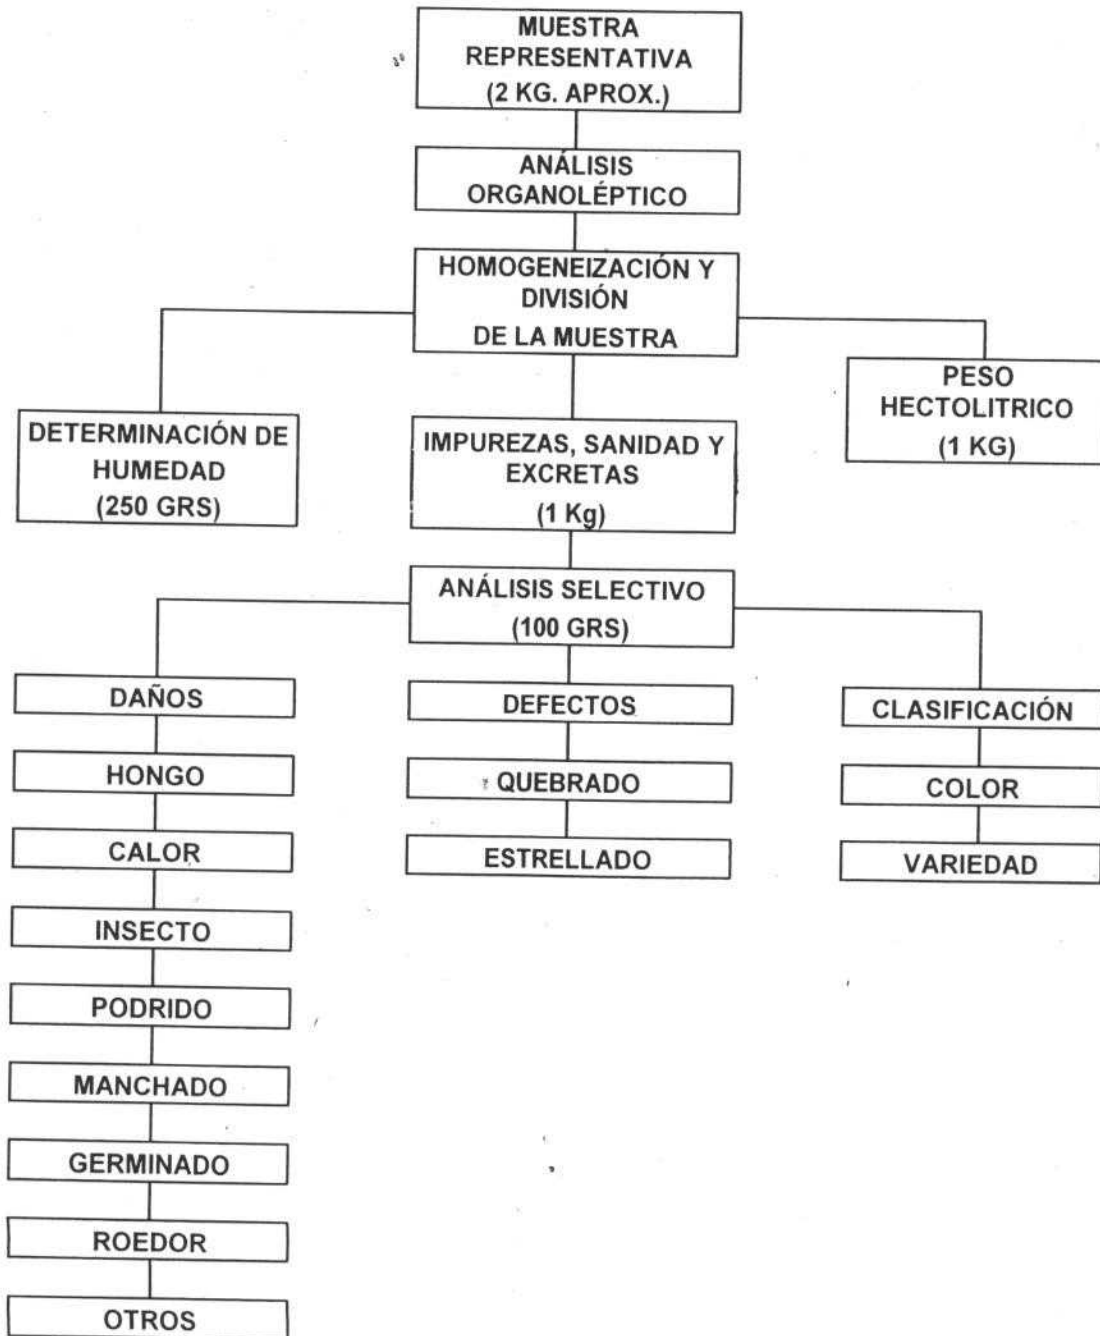 MUESTRA
REPRESENTATIVA
(2 KG. APROX.)
ANÁLISIS
ORGANOLÉPTICO
HOMOGENEIZACIÓN Y
DIVISIÓN
DE LA MUESTRA
DETERMINACIÓN DE
HUMEDAD
(250 GRS)
IMPUREZAS, SANIDAD Y
EXCRETAS
(1 Kg)
PESO
HECTOLITRICO
(1 KG)
ANÁLISIS SELECTIVO
(100 GRS)
DAÑOS
HONGO
CALOR
INSECTO
PODRIDO
MANCHADO
GERMINADO
ROEDOR
OTROS
DEFECTOS
QUEBRADO
ESTRELLADO
CLASIFICACIÓN
COLOR
VARIEDAD